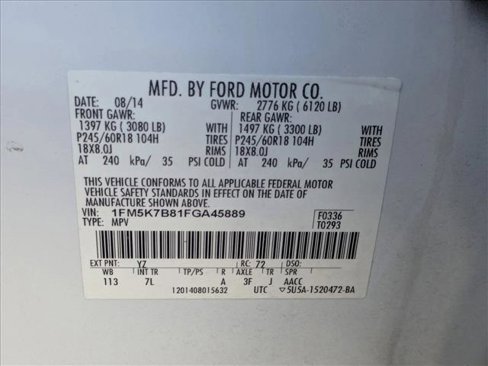 MFD. BY FORD MOTOR CO.
DATE: 08/14 GVWR: 2776 KG ( 6120 LB)
FRONT GAWR: REAR GAWR:
1397 KG ( 3080 LB) WITH 1497 KG ( 3300 LB) WITH
P245/60R18 104H TIRES P245/60R18 104H TIRES
18X8.0J RIMS 18X8.0J RIMS
AT 240 kPa/ 35 PSI COLD AT 240 kPa/ 35 PSI COLD
THIS VEHICLE CONFORMS TO ALL APPLICABLE FEDERAL MOTOR
VEHICLE SAFETY STANDARDS IN EFFECT ON THE DATE OF
MANUFACTURE SHOWN ABOVE.
VIN: 1FM5K7B81FGA45889 F0336
TYPE: MPV T0293
EXT PNT: YZ RC: 72 DSO:
WB INT TR TP/PS R AXLE TR SPR
113 7L A 3F J AACC
1201408015632 UTC 5USA-1520472-BA